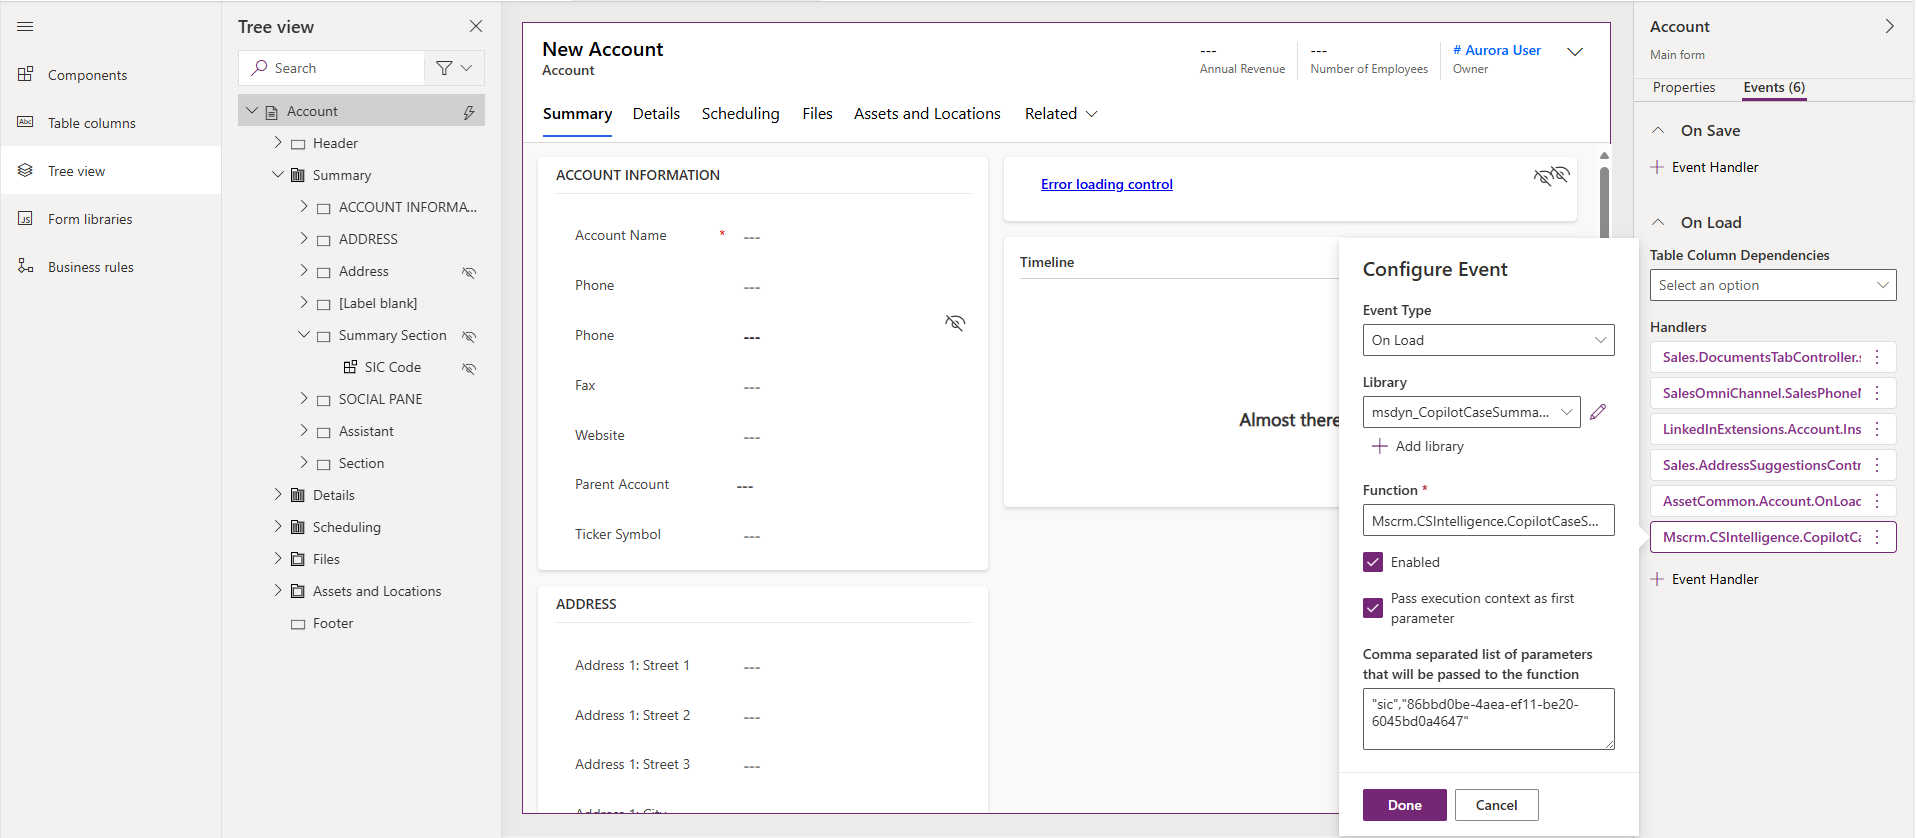 Components
Table columns
Tree view
Form libraries
Business rules
Tree view
Search
Account
Header
Summary
ACCOUNT INFORMA...
ADDRESS
Address
[Label blank]
Summary Section
SIC Code
SOCIAL PANE
Assistant
Section
Details
Scheduling
Files
Assets and Locations
Footer
New Account
Account
---
Annual Revenue
---
Number of Employees
# Aurora User
Owner
Summary Details Scheduling Files Assets and Locations Related
ACCOUNT INFORMATION
Account Name * ---
Phone ---
Phone ---
Fax ---
Website ---
Parent Account ---
Ticker Symbol ---
ADDRESS
Address 1: Street 1 ---
Address 1: Street 2 ---
Address 1: Street 3 ---
Address 1: City
Error loading control
Timeline
Almost there
Configure Event
Event Type
On Load
Library
msdyn_CopilotCaseSumma...
Add library
Function *
Mscrm.CSIntelligence.CopilotCaseS...
Enabled
Pass execution context as first
parameter
Comma separated list of parameters
that will be passed to the function
"sic","86bbd0be-4aea-ef11-be20-
6045bd0a4647"
Done Cancel
Account
Main form
Properties Events (6)
On Save
Event Handler
On Load
Table Column Dependencies
Select an option
Handlers
Sales.DocumentsTabController.s
SalesOmniChannel.SalesPhoneN
LinkedInExtensions.Account.Ins
Sales.AddressSuggestionsContr
AssetCommon.Account.OnLoad
Mscrm.CSIntelligence.CopilotCa
Event Handler